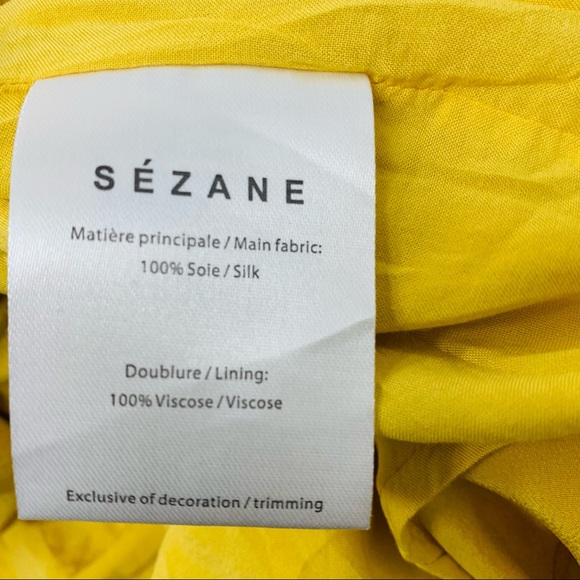 SÉZANE
Matière principale / Main fabric:
100% Soie / Silk
Doublure / Lining:
100% Viscose / Viscose
Exclusive of decoration / trimming